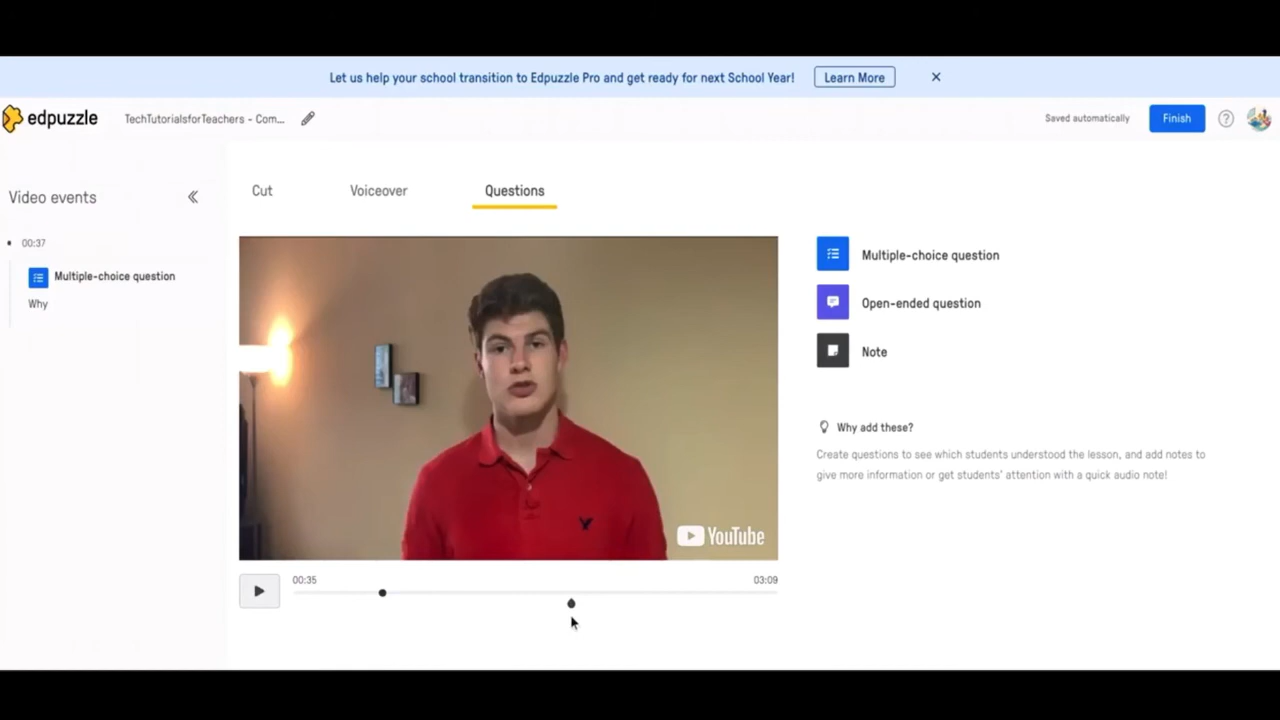 Let us help your school transition to Edpuzzle Pro and get ready for next School Year!
Learn More
edpuzzle
TechTutorialsforTeachers - Com...
Saved automatically
Finish
?
Video events
Cut
Voiceover
Questions
00:37
Multiple-choice question
Why
Multiple-choice question
Open-ended question
Note
Why add these?
Create questions to see which students understood the lesson, and add notes to
give more information or get students' attention with a quick audio note!
YouTube
00:35
03:09